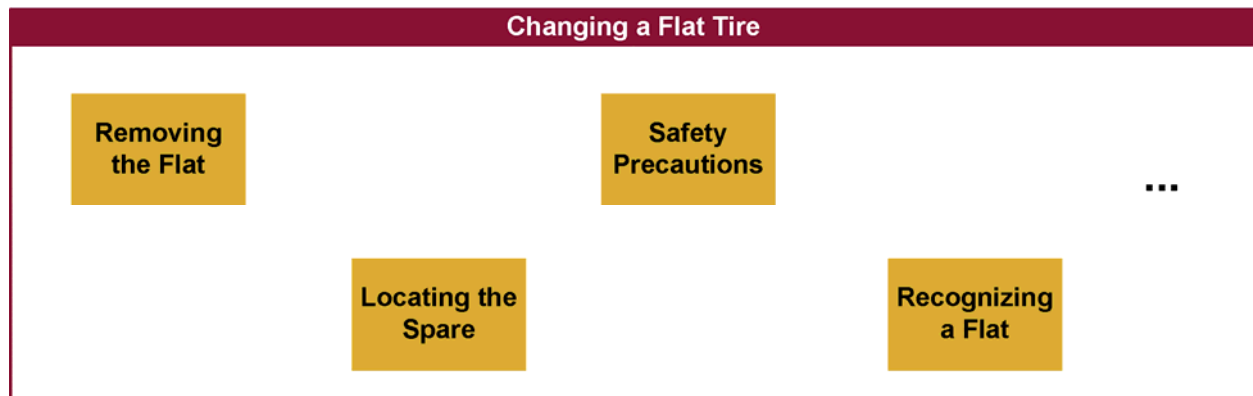 Changing a Flat Tire
Removing
the Flat
Safety
Precautions
...
Locating the
Spare
Recognizing
a Flat